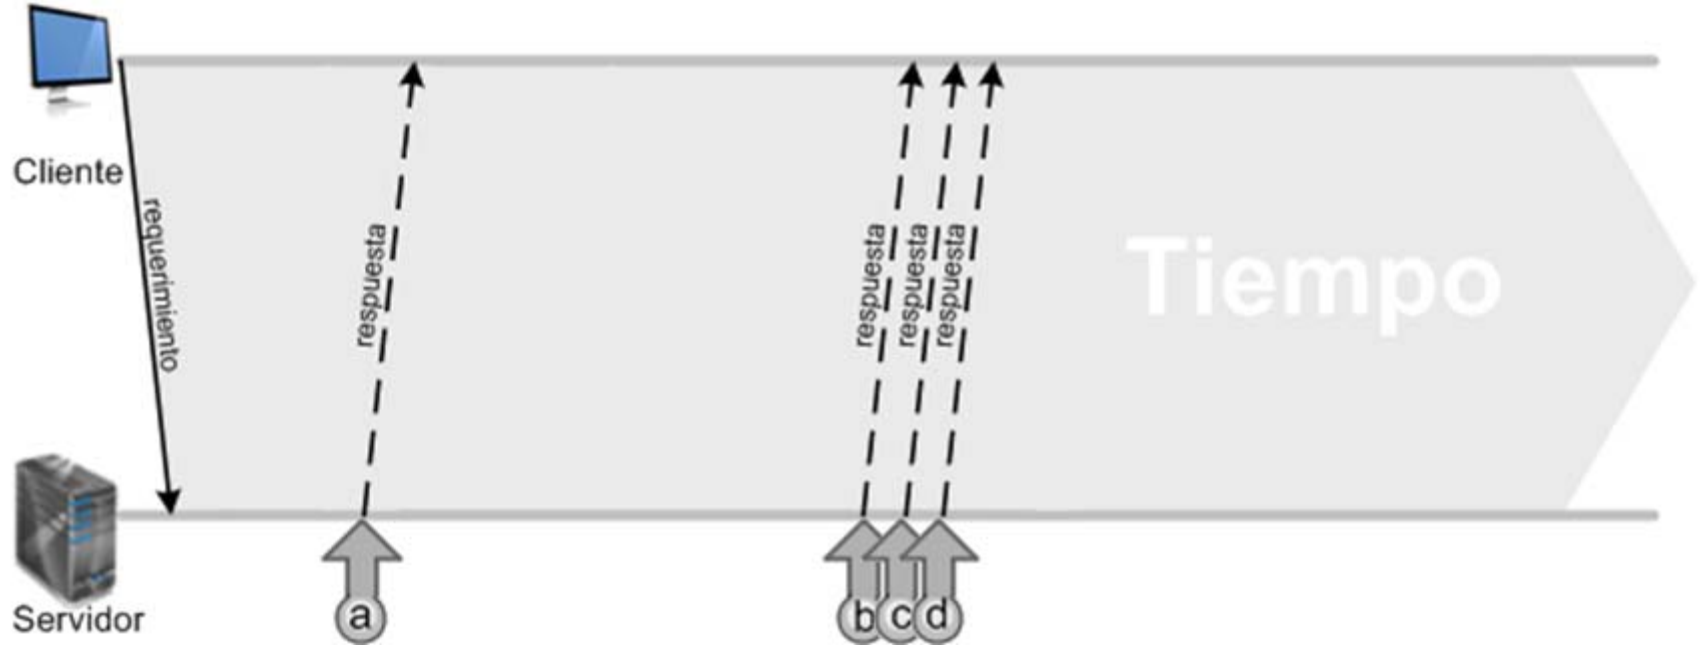 Cliente
requerimiento
respuesta
respuesta
respuesta
respuesta
Tiempo
Servidor
a
b
c
d